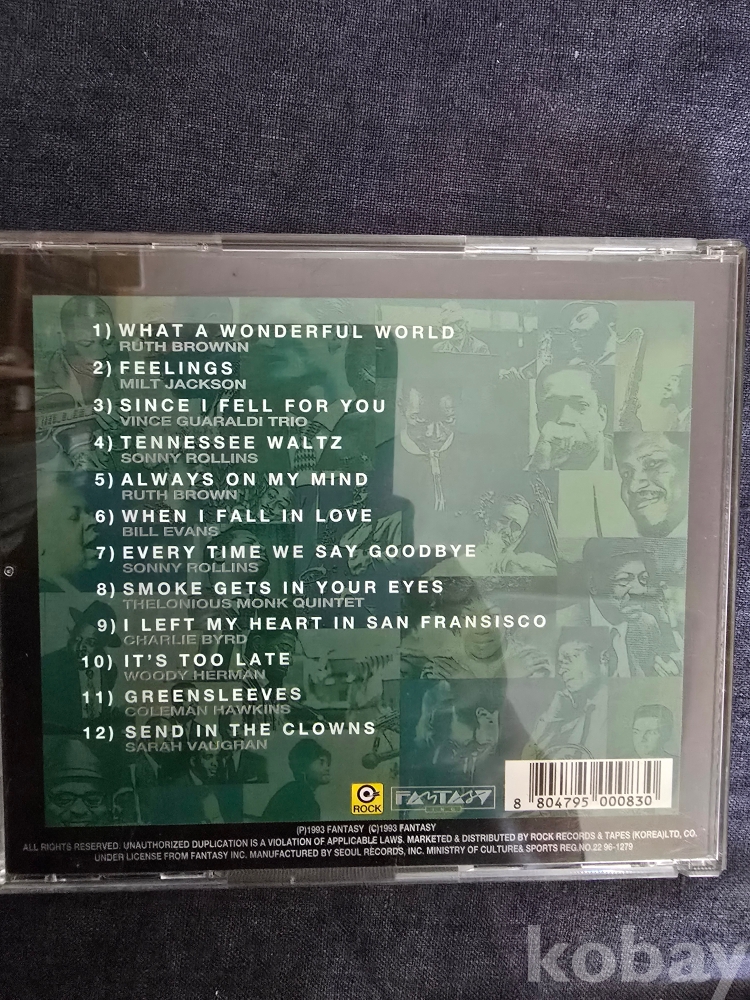 1) WHAT A WONDERFUL WORLD
RUTH BROWNN
2) FEELINGS
MILT JACKSON
3) SINCE I FELL FOR YOU
VINCE GUARALDI TRIO
4) TENNESSEE WALTZ
SONNY ROLLINS
5) ALWAYS ON MY MIND
RUTH BROWN
6) WHEN I FALL IN LOVE
BILL EVANS
7) EVERY TIME WE SAY GOODBYE
SONNY ROLLINS
8) SMOKE GETS IN YOUR EYES
THELONIOUS MONK QUINTET
9) I LEFT MY HEART IN SAN FRANSISCO
CHARLIE BYRD
10) IT'S TOO LATE
WOODY HERMAN
11) GREENSLEEVES
COLEMAN HAWKINS
12) SEND IN THE CLOWNS
SARAH VAUGRAN
ROCK
FANTASY
8 804795 000830
(P)1993 FANTASY (C)1993 FANTASY
ALL RIGHTS RESERVED. UNAUTHORIZED DUPLICATION IS A VIOLATION OF APPLICABLE LAWS. MARKETED & DISTRIBUTED BY ROCK RECORDS & TAPES (KOREA)LTD, CO.
UNDER LICENSE FROM FANTASY INC. MANUFACTURED BY SEOUL RECORDS, INC. MINISTRY OF CULTURE& SPORTS REG.NO.22 96-1279
kobay